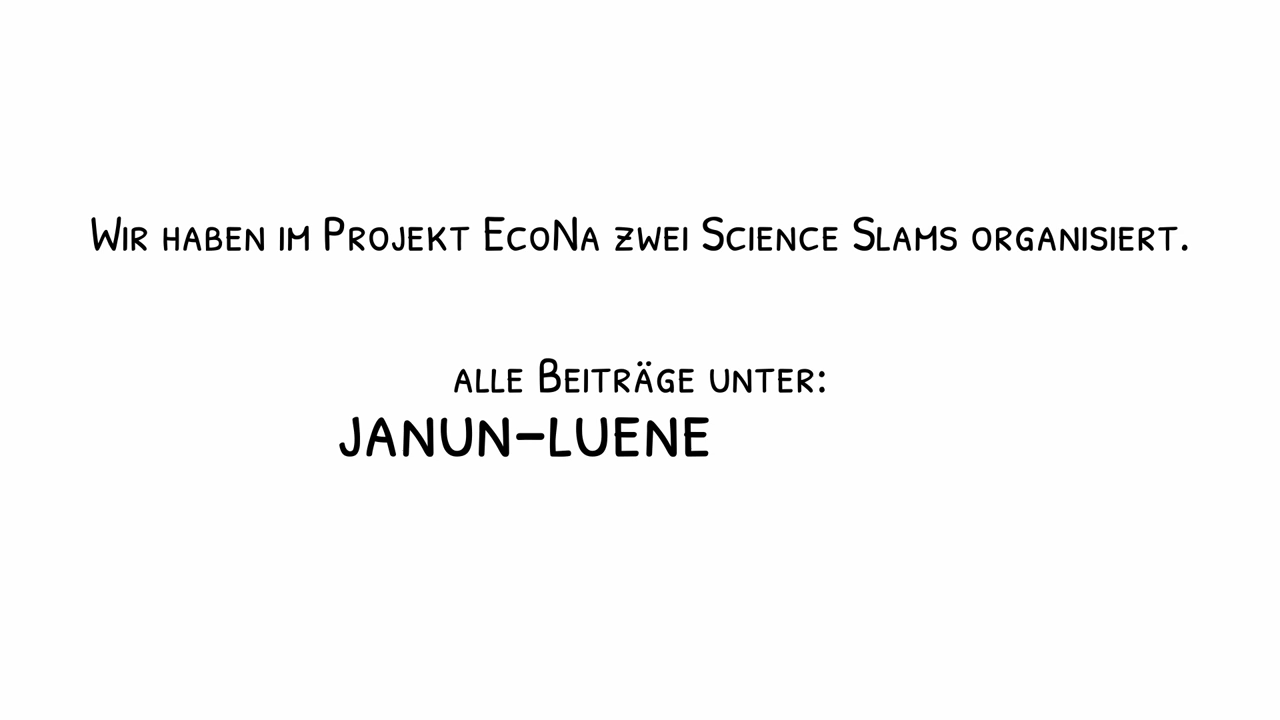 Wir haben im Projekt EcoNa zwei Science Slams organisiert.
alle Beiträge unter:
JANUN-LUENE